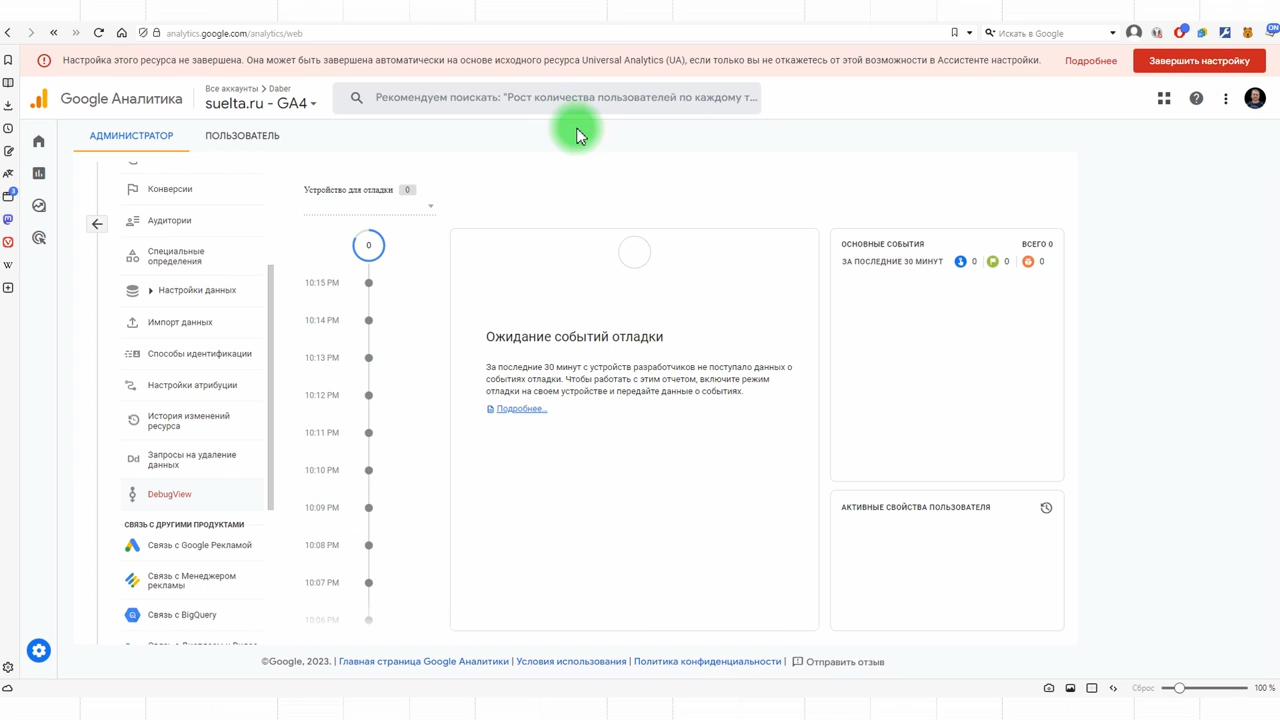 analytics.google.com/analytics/web
Искать в Google
ON
Настройка этого ресурса не завершена. Она может быть завершена автоматически на основе исходного ресурса Universal Analytics (UA), если только вы не откажетесь от этой возможности в Ассистенте настройки.
Подробнее
Завершить настройку
Google Аналитика
Все аккаунты > Daber
suelta.ru - GA4
Рекомендуем поискать: "Рост количества пользователей по каждому т...
АДМИНИСТРАТОР
ПОЛЬЗОВАТЕЛЬ
Конверсии
Аудитории
Специальные
определения
Настройки данных
Импорт данных
Способы идентификации
Настройки атрибуции
История изменений
ресурса
Dd
Запросы на удаление
данных
DebugView
СВЯЗЬ С ДРУГИМИ ПРОДУКТАМИ
Связь с Google Рекламой
Связь с Менеджером
рекламы
Связь с BigQuery
Устройство для отладки 0
0
10:15 PM
10:14 PM
10:13 PM
10:12 PM
10:11 PM
10:10 PM
10:09 PM
10:08 PM
10:07 PM
10:06 PM
Ожидание событий отладки
За последние 30 минут с устройств разработчиков не поступало данных о
событиях отладки. Чтобы работать с этим отчетом, включите режим
отладки на своем устройстве и передайте данные о событиях.
Подробнее...
ОСНОВНЫЕ СОБЫТИЯ
ВСЕГО 0
ЗА ПОСЛЕДНИЕ 30 МИНУТ
0
0
0
АКТИВНЫЕ СВОЙСТВА ПОЛЬЗОВАТЕЛЯ
©Google, 2023. | Главная страница Google Аналитики | Условия использования | Политика конфиденциальности | Отправить отзыв
Сброс
100 %